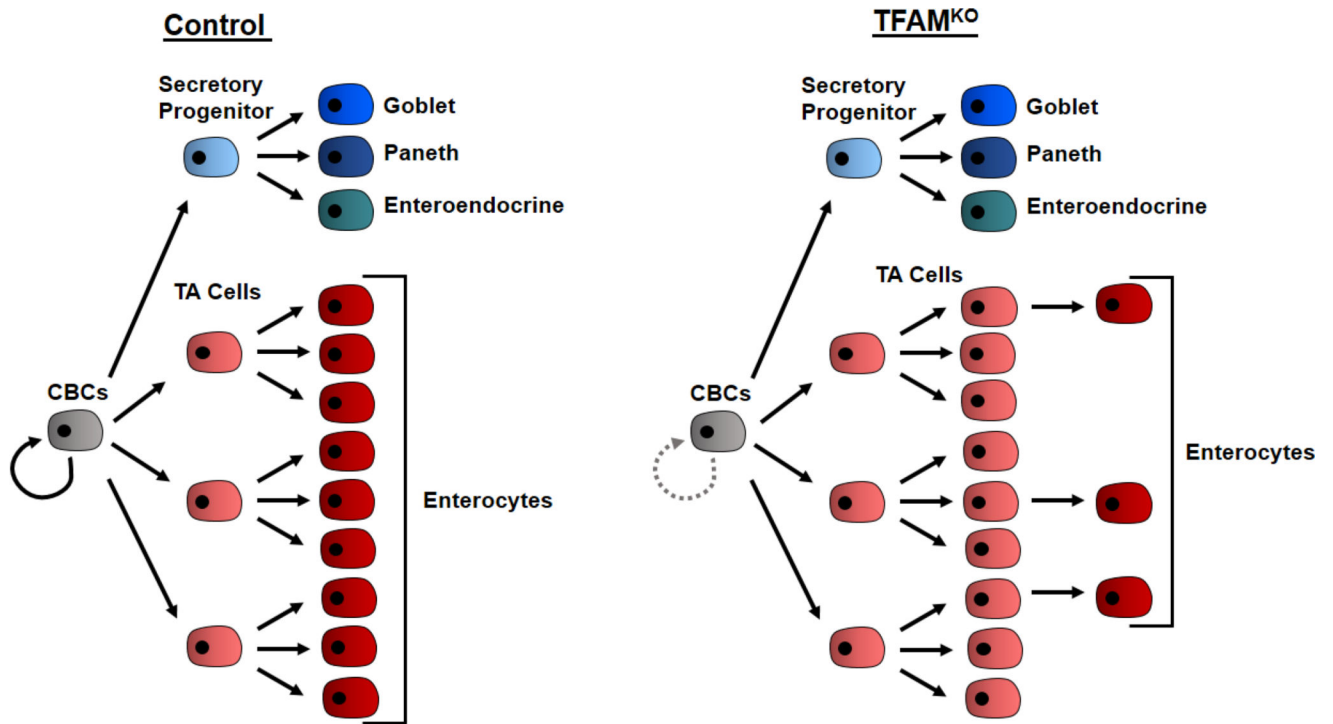 Control
Secretory
Progenitor
Goblet
Paneth
Enteroendocrine
TA Cells
CBCs
Enterocytes
TFAMᴷᴼ
Secretory
Progenitor
Goblet
Paneth
Enteroendocrine
TA Cells
CBCs
Enterocytes